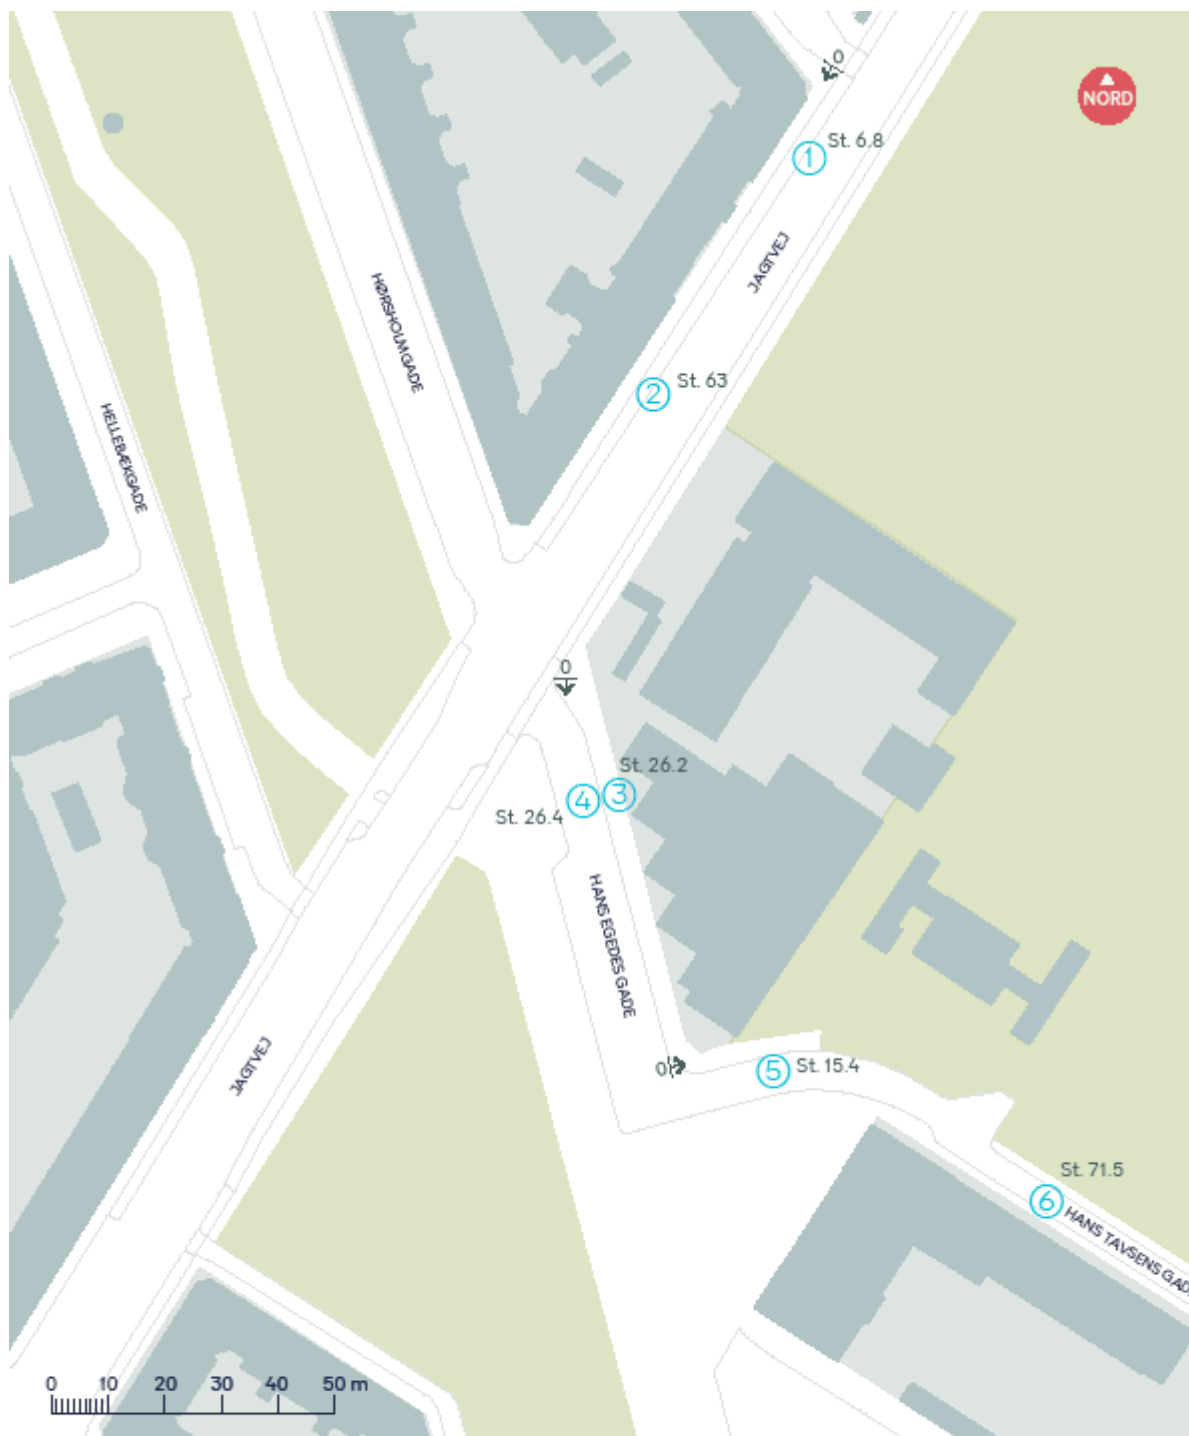 0
NORD
St. 6.8
1
JAGTVEJ
HØRSHOLMGADE
St. 63
2
HELLEBÆKGADE
0
St. 26.2
3
4
St. 26.4
HANS EGEDES GADE
JAGTVEJ
0
St. 15.4
5
St. 71.5
6
HANS TAVSENS GAD
0 10 20 30 40 50 m